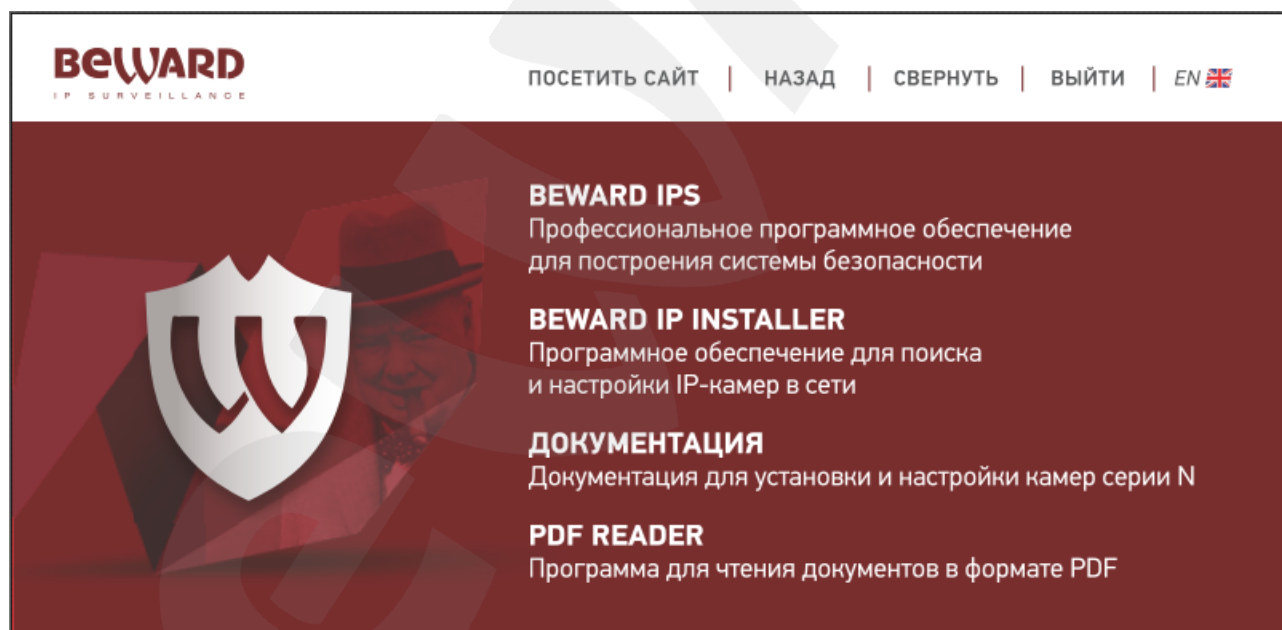 BEWARD
IP SURVEILLANCE
ПОСЕТИТЬ САЙТ | НАЗАД | СВЕРНУТЬ | ВЫЙТИ | EN
BEWARD IPS
Профессиональное программное обеспечение
для построения системы безопасности
BEWARD IP INSTALLER
Программное обеспечение для поиска
и настройки IP-камер в сети
ДОКУМЕНТАЦИЯ
Документация для установки и настройки камер серии N
PDF READER
Программа для чтения документов в формате PDF